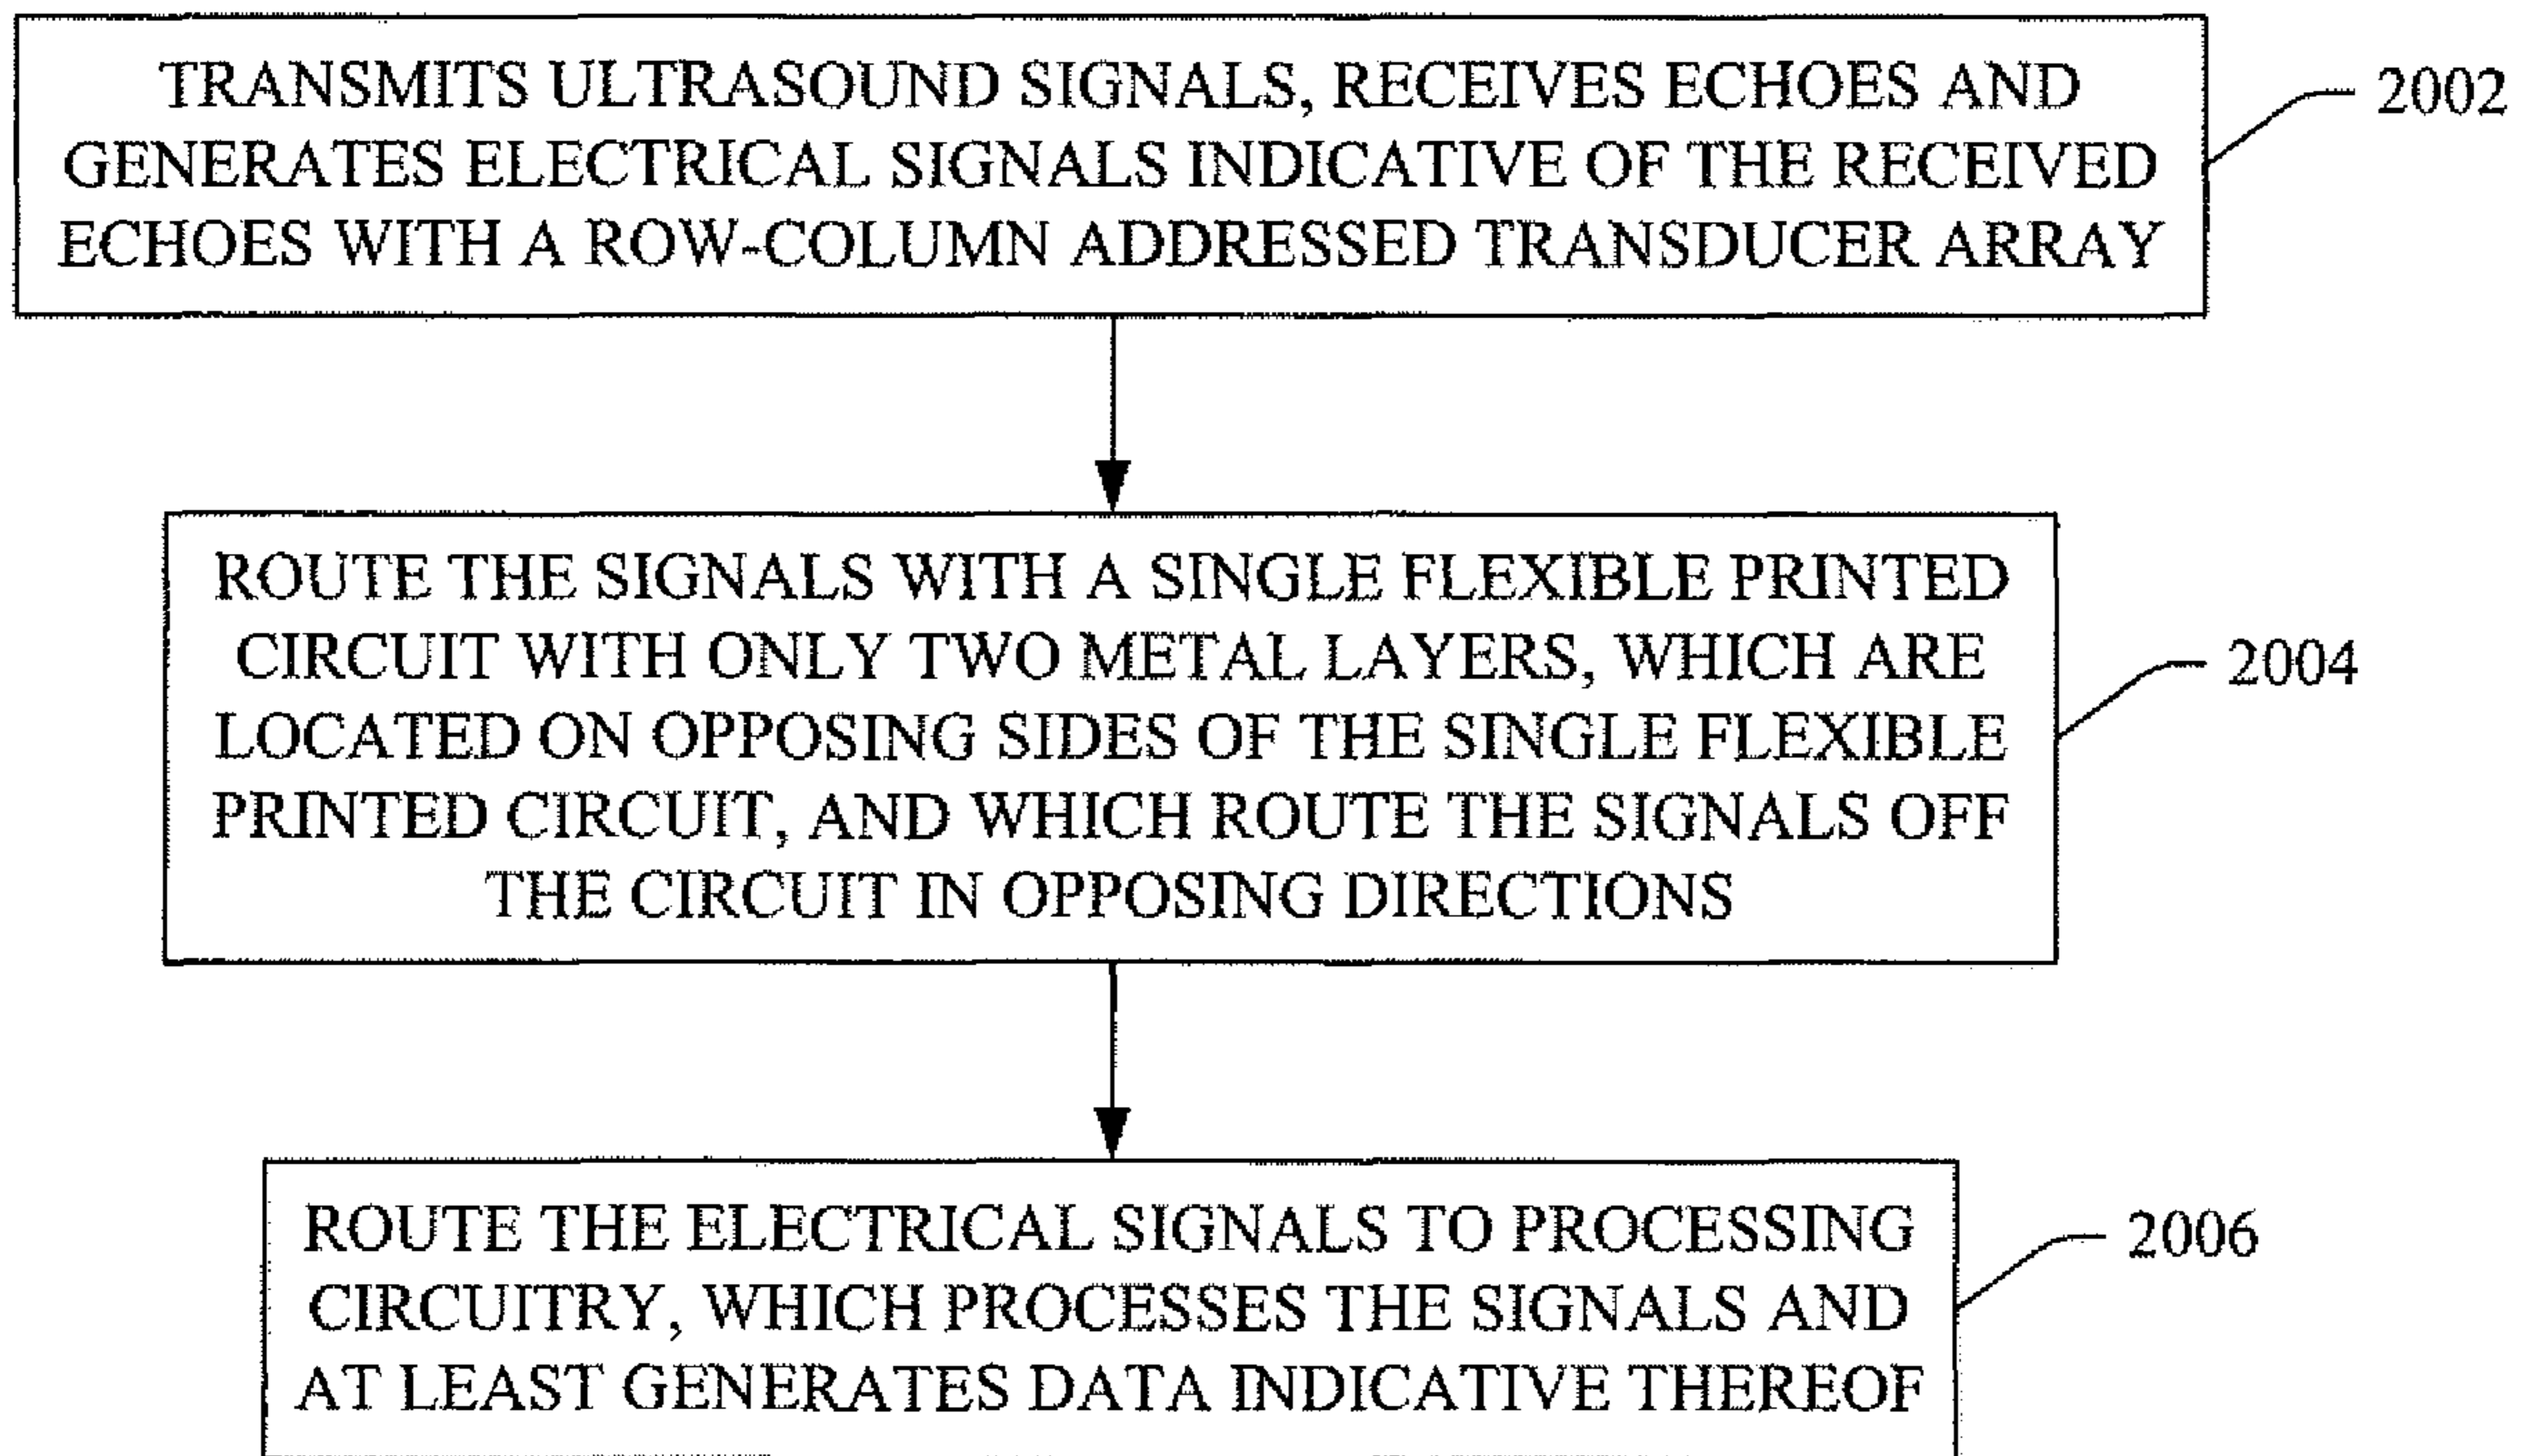 TRANSMITS ULTRASOUND SIGNALS, RECEIVES ECHOES AND
GENERATES ELECTRICAL SIGNALS INDICATIVE OF THE RECEIVED
ECHOES WITH A ROW-COLUMN ADDRESSED TRANSDUCER ARRAY
2002
ROUTE THE SIGNALS WITH A SINGLE FLEXIBLE PRINTED
CIRCUIT WITH ONLY TWO METAL LAYERS, WHICH ARE
LOCATED ON OPPOSING SIDES OF THE SINGLE FLEXIBLE
PRINTED CIRCUIT, AND WHICH ROUTE THE SIGNALS OFF
THE CIRCUIT IN OPPOSING DIRECTIONS
2004
ROUTE THE ELECTRICAL SIGNALS TO PROCESSING
CIRCUITRY, WHICH PROCESSES THE SIGNALS AND
AT LEAST GENERATES DATA INDICATIVE THEREOF
2006